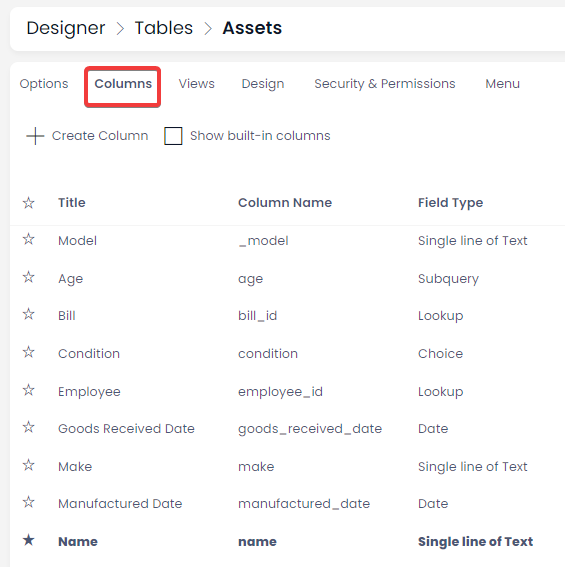 Designer > Tables > Assets
Options Columns Views Design Security & Permissions Menu
Create Column Show built-in columns
Title Column Name Field Type
Model _model Single line of Text
Age age Subquery
Bill bill_id Lookup
Condition condition Choice
Employee employee_id Lookup
Goods Received Date goods_received_date Date
Make make Single line of Text
Manufactured Date manufactured_date Date
Name name Single line of Text